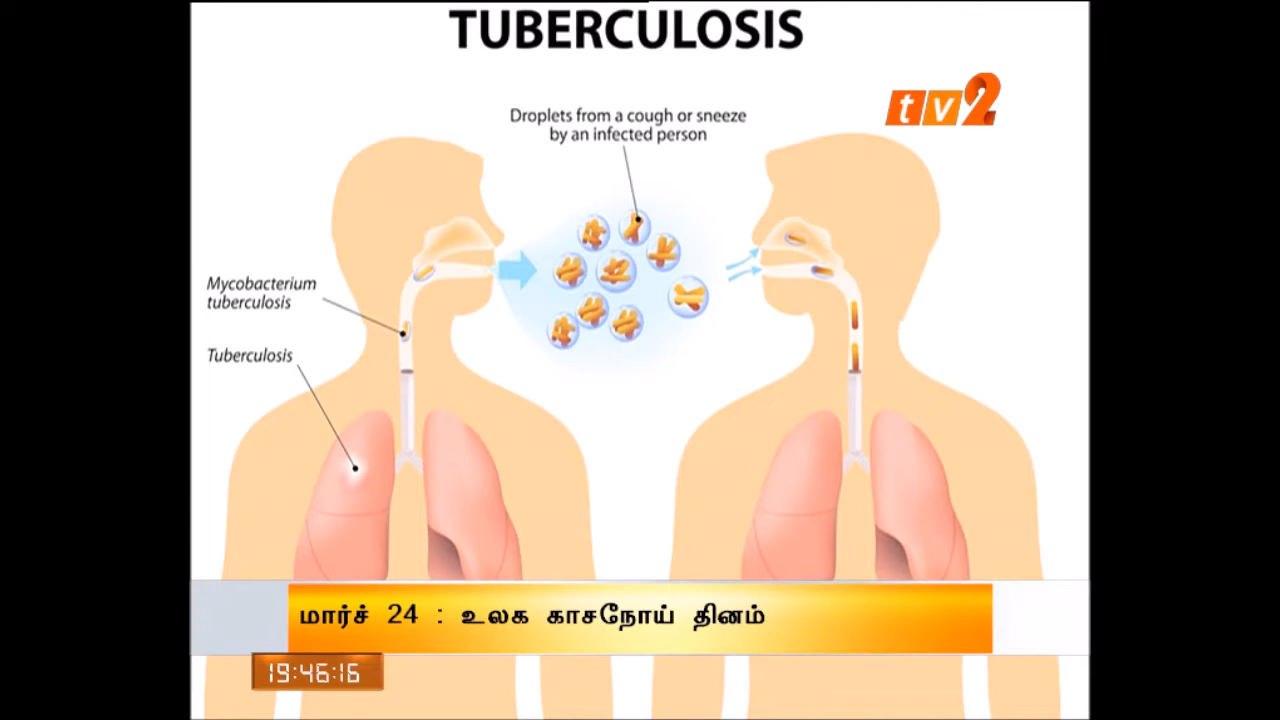 TUBERCULOSIS
tv2
Droplets from a cough or sneeze
by an infected person
Mycobacterium
tuberculosis
Tuberculosis
மார்ச் 24 : உலக காசநோய் தினம்
19:46:16